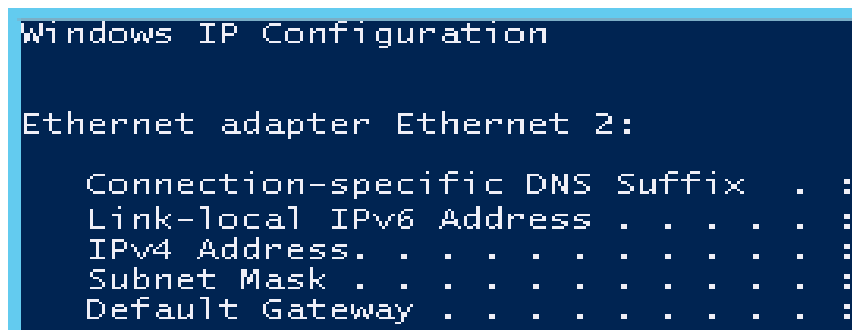 Windows IP Configuration
Ethernet adapter Ethernet 2:
Connection-specific DNS Suffix  . :
Link-local IPv6 Address . . . . . :
IPv4 Address. . . . . . . . . . . :
Subnet Mask . . . . . . . . . . . :
Default Gateway . . . . . . . . . :